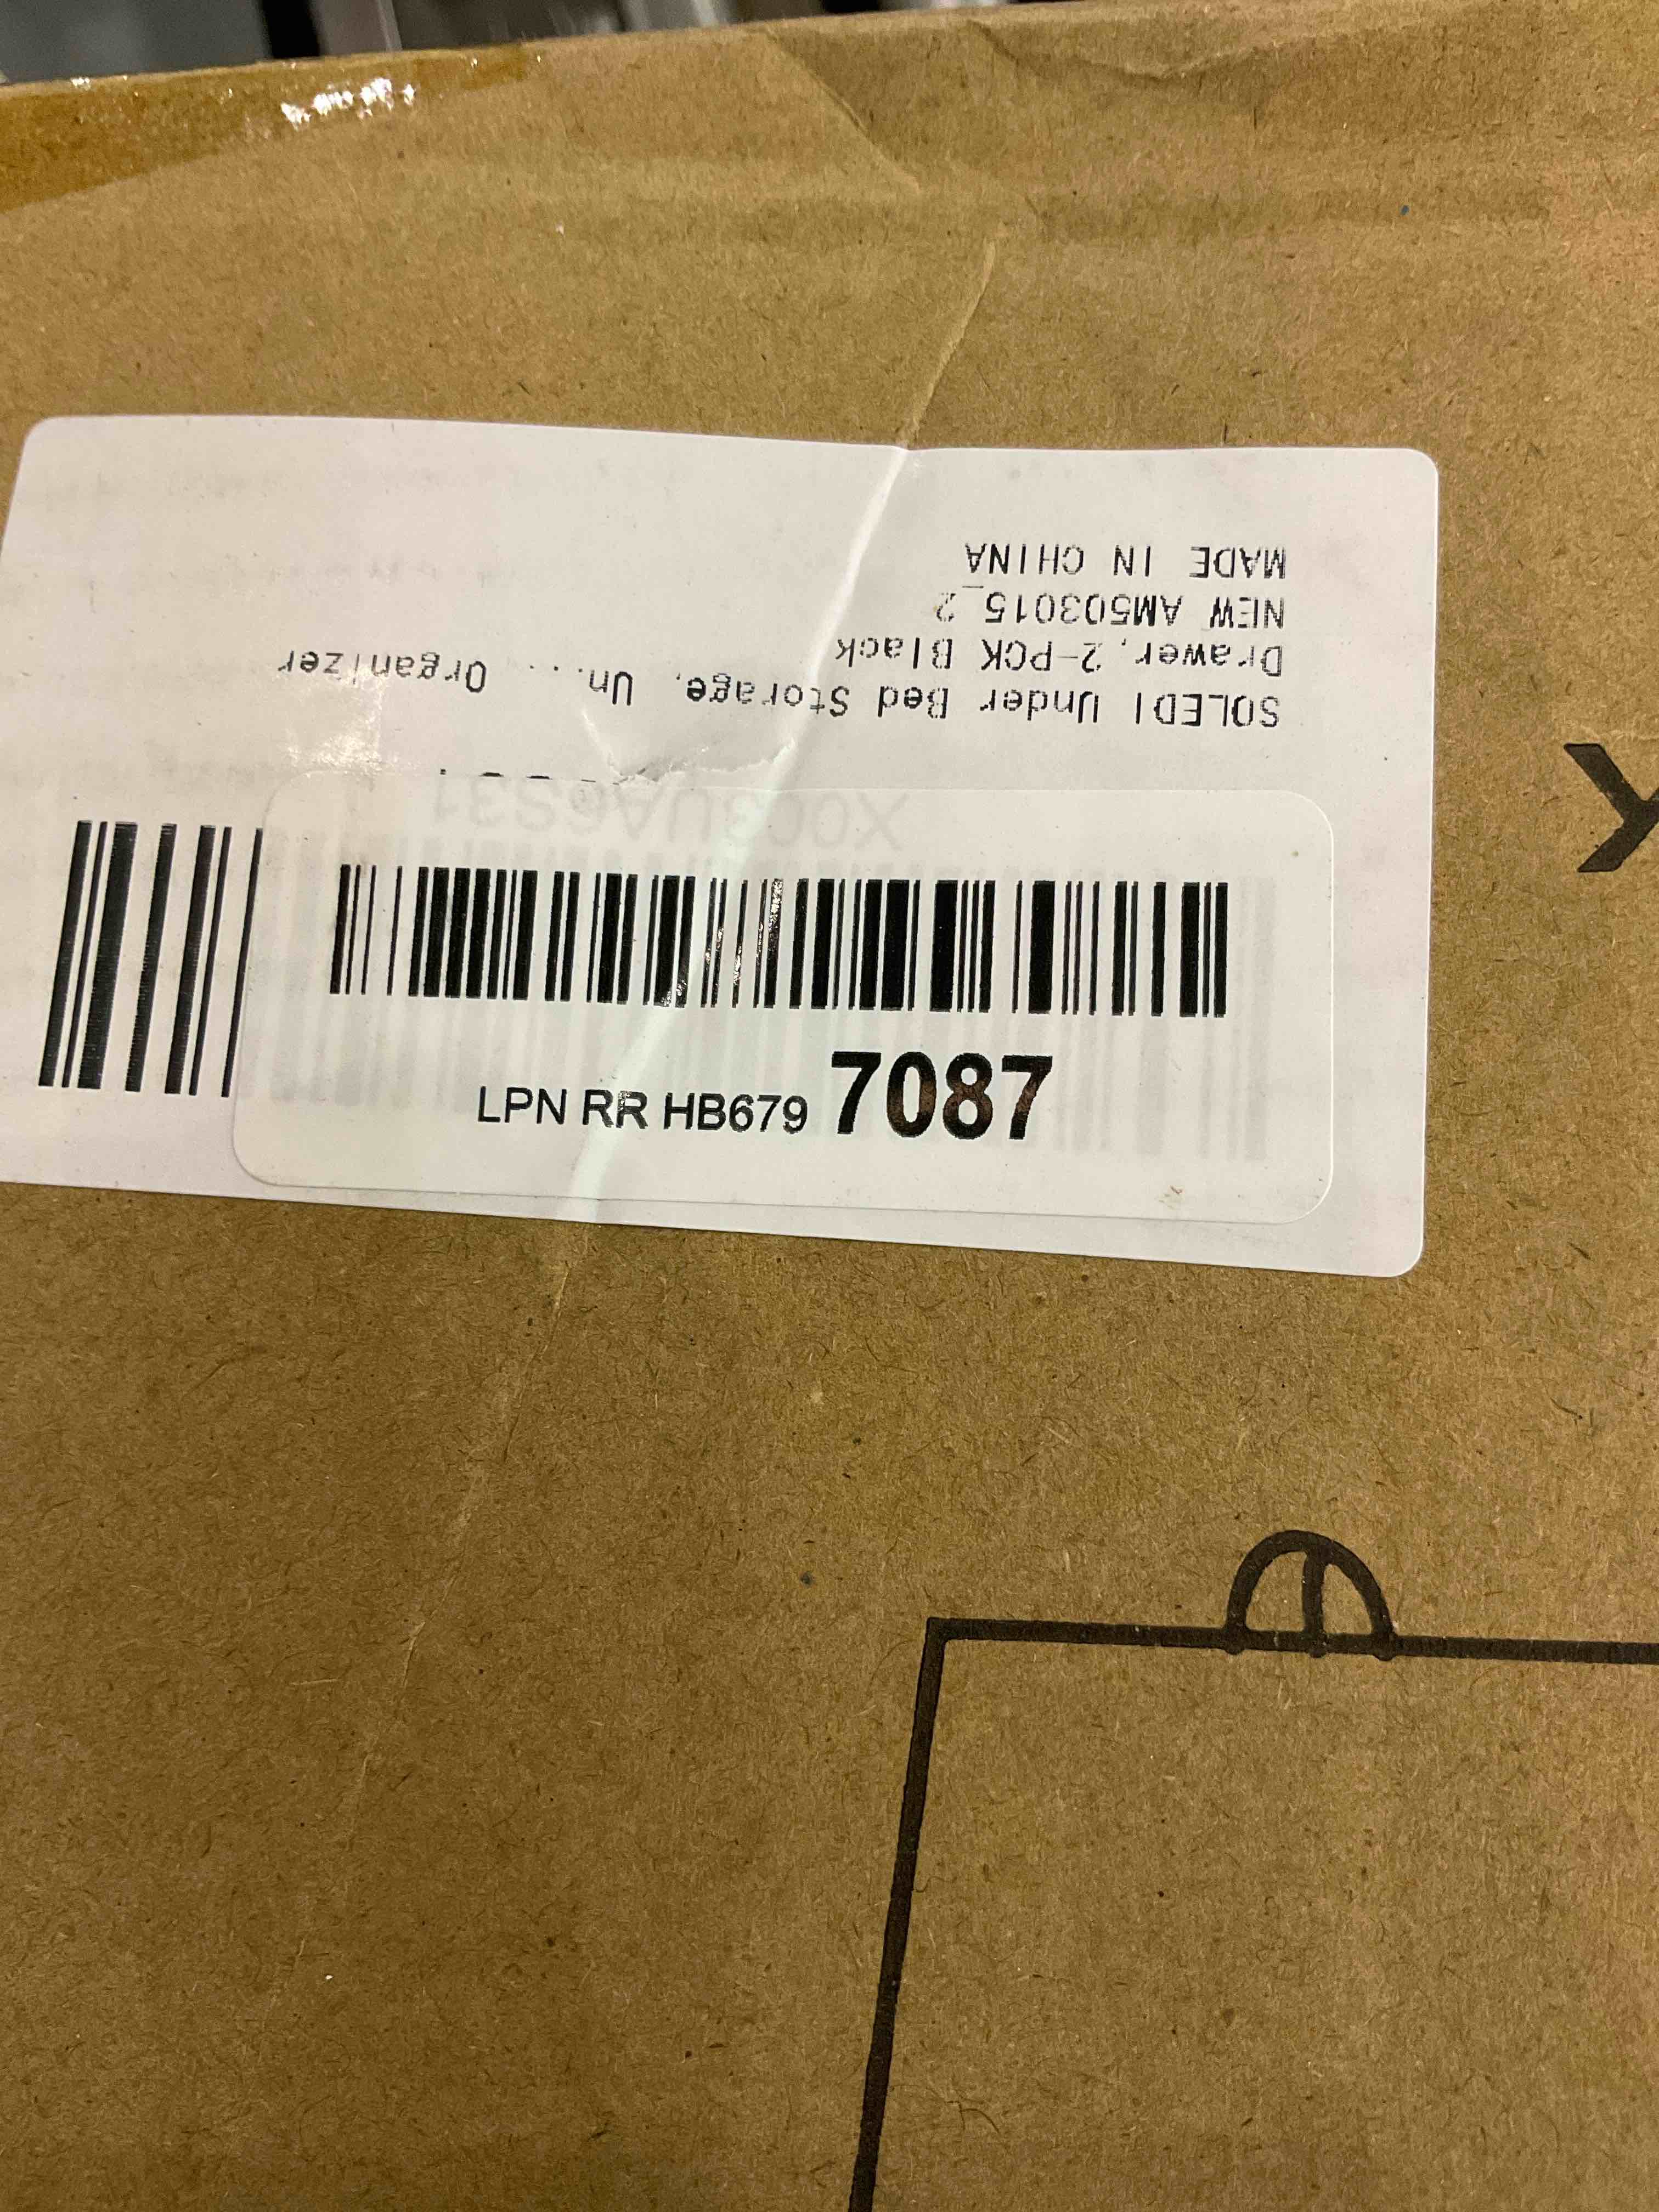 SOLEDI Under Bed Storage, Un... Organizer
Drawer, 2-PCK Black
NEW AM503015_2
MADE IN CHINA
LPN RR HB679 7087